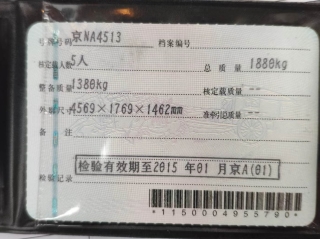 号牌号码 京NA4513 档案编号
核定载人数 5人 总质量 1880kg
整备质量 1380kg 核定载质量 --
外廓尺寸 4569×1769×1462mm 准牵引总质量 --
备注
检验有效期至2015年01月京A(01)
检验记录
*1150004955790*